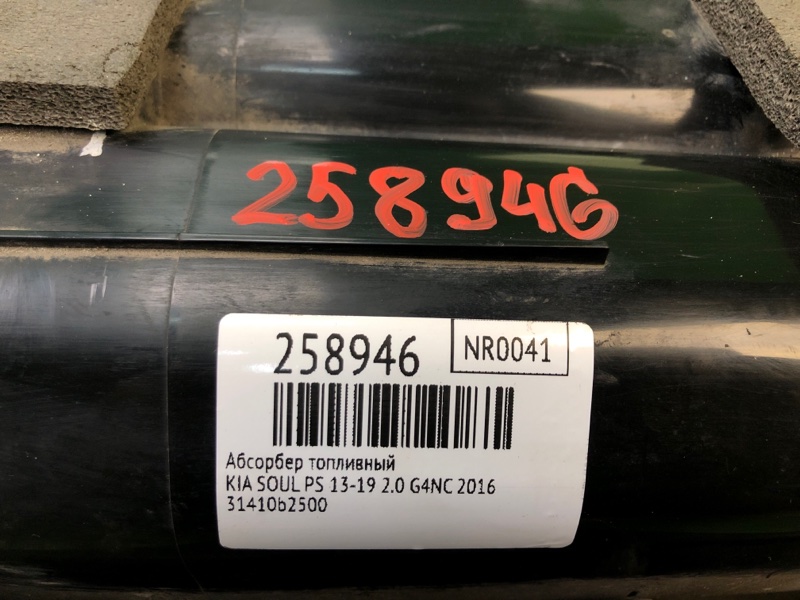 258946
258946
NR0041
Абсорбер топливный
KIA SOUL PS 13-19 2.0 G4NC 2016
31410b2500